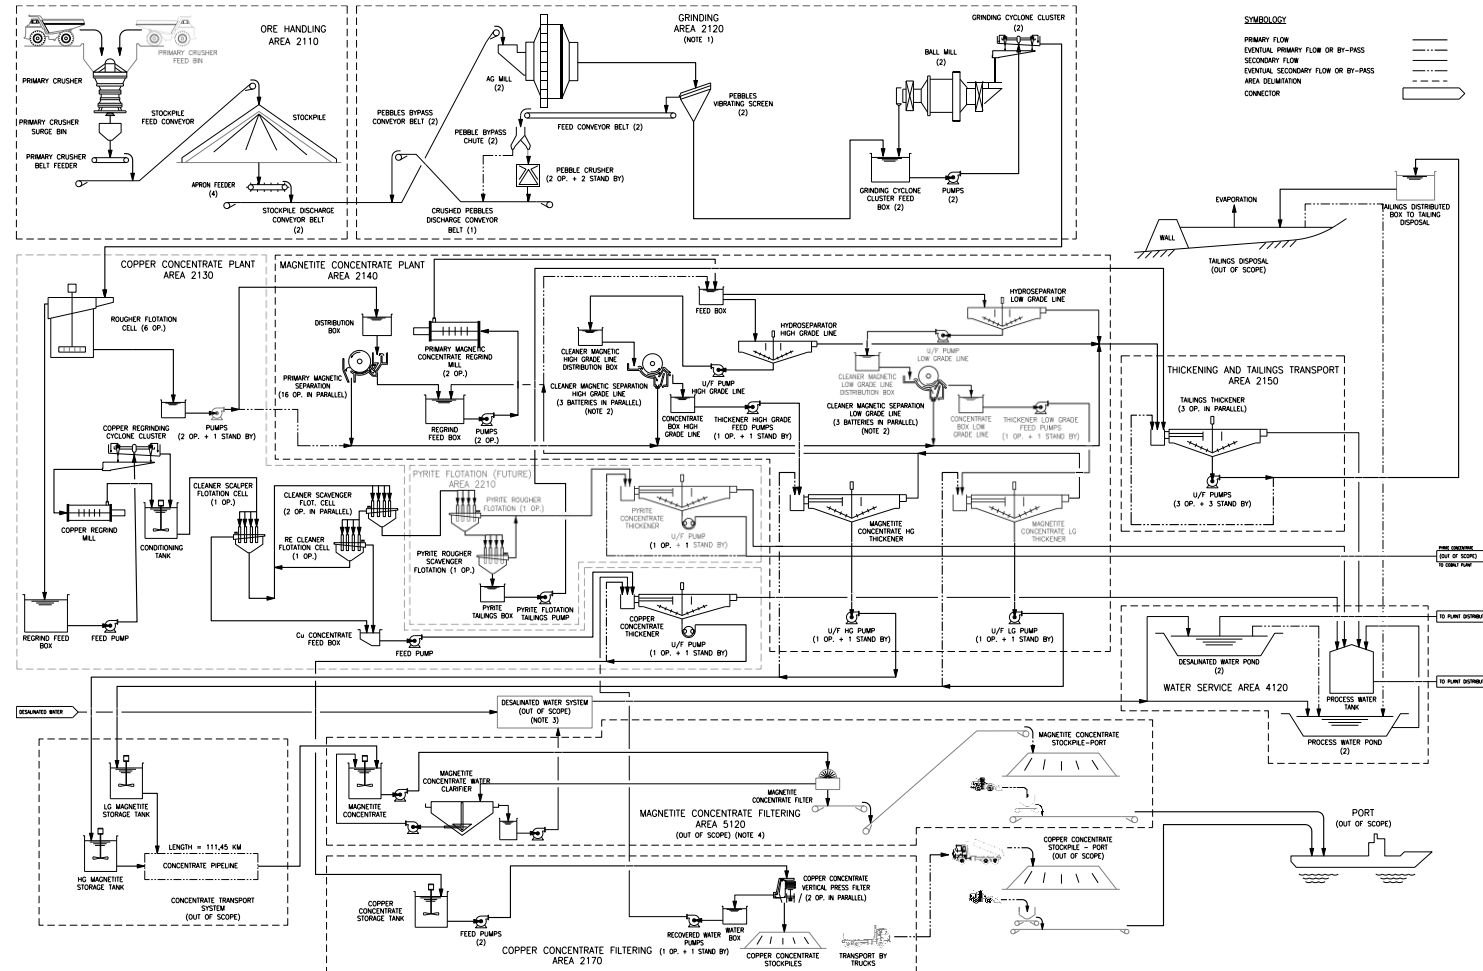 ORE HANDLING
AREA 2110
PRIMARY CRUSHER
FEED BIN
PRIMARY CRUSHER
PRIMARY CRUSHER
SURGE BIN
PRIMARY CRUSHER
BELT FEEDER
STOCKPILE
FEED CONVEYOR
STOCKPILE
APRON FEEDER
(4)
STOCKPILE DISCHARGE
CONVEYOR BELT
(2)
GRINDING
AREA 2120
(NOTE 1)
GRINDING CYCLONE CLUSTER
(2)
BALL MILL
(2)
AG MILL
(2)
PEBBLES
VIBRATING SCREEN
(2)
PEBBLES BYPASS
CONVEYOR BELT (2)
PEBBLE BYPASS
CHUTE (2)
FEED CONVEYOR BELT (2)
PEBBLE CRUSHER
(2 OP. + 2 STAND BY)
CRUSHED PEBBLES
DISCHARGE CONVEYOR
BELT (1)
GRINDING CYCLONE
CLUSTER FEED
BOX (2)
PUMPS
(2)
SYMBOLOGY
PRIMARY FLOW
EVENTUAL PRIMARY FLOW OR BY-PASS
SECONDARY FLOW
EVENTUAL SECONDARY FLOW OR BY-PASS
AREA DELIMITATION
CONNECTOR
EVAPORATION
WALL
TAILINGS DISTRIBUTED
BOX TO TAILING
DISPOSAL
TAILINGS DISPOSAL
(OUT OF SCOPE)
COPPER CONCENTRATE PLANT
AREA 2130
ROUGHER FLOTATION
CELL (6 OP.)
PUMPS
(2 OP. + 1 STAND BY)
COPPER REGRINDING
CYCLONE CLUSTER
CLEANER SCALPER
FLOTATION CELL
(1 OP.)
CLEANER SCAVENGER
FLOT. CELL
(2 OP. IN PARALLEL)
COPPER REGRIND
MILL
CONDITIONING
TANK
RE CLEANER
FLOTATION CELL
(1 OP.)
REGRIND FEED
BOX
FEED PUMP
Cu CONCENTRATE
FEED BOX
FEED PUMP
MAGNETITE CONCENTRATE PLANT
AREA 2140
DISTRIBUTION
BOX
PRIMARY MAGNETIC
SEPARATION
(16 OP. IN PARALLEL)
PRIMARY MAGNETIC
CONCENTRATE REGRIND
MILL
(2 OP.)
REGRIND
FEED BOX
PUMPS
(2 OP.)
CLEANER MAGNETIC
HIGH GRADE LINE
DISTRIBUTION BOX
CLEANER MAGNETIC SEPARATION
HIGH GRADE LINE
(3 BATTERIES IN PARALLEL)
(NOTE 2)
FEED BOX
HYDROSEPARATOR
HIGH GRADE LINE
HYDROSEPARATOR
LOW GRADE LINE
U/F PUMP
HIGH GRADE LINE
CONCENTRATE
BOX HIGH
GRADE LINE
THICKENER HIGH GRADE
FEED PUMPS
(1 OP. + 1 STAND BY)
U/F PUMP
LOW GRADE LINE
CLEANER MAGNETIC
LOW GRADE LINE
DISTRIBUTION BOX
CLEANER MAGNETIC SEPARATION
LOW GRADE LINE
(3 BATTERIES IN PARALLEL)
(NOTE 2)
CONCENTRATE
BOX LOW
GRADE LINE
THICKENER LOW GRADE
FEED PUMPS
(1 OP. + 1 STAND BY)
MAGNETITE
CONCENTRATE HG
THICKENER
MAGNETITE
CONCENTRATE LG
THICKENER
U/F HG PUMP
(1 OP. + 1 STAND BY)
U/F LG PUMP
(1 OP. + 1 STAND BY)
PYRITE FLOTATION (FUTURE)
AREA 2210
PYRITE ROUGHER
FLOTATION (1 OP.)
PYRITE ROUGHER
SCAVENGER
FLOTATION (1 OP.)
PYRITE
TAILINGS BOX
PYRITE FLOTATION
TAILINGS PUMP
PYRITE
CONCENTRATE
THICKENER
U/F PUMP
(1 OP. + 1 STAND BY)
COPPER
CONCENTRATE
THICKENER
U/F PUMP
(1 OP. + 1 STAND BY)
THICKENING AND TAILINGS TRANSPORT
AREA 2150
TAILINGS THICKENER
(3 OP. IN PARALLEL)
U/F PUMPS
(3 OP. + 3 STAND BY)
PYRITE CONCENTRATE
(OUT OF SCOPE)
TO COBALT PLANT
TO PLANT DISTRIBUT
TO PLANT DISTRIBUT
DESALINATED WATER POND
(2)
WATER SERVICE AREA 4120
PROCESS WATER
TANK
PROCESS WATER POND
(2)
DESALINATED WATER
DESALINATED WATER SYSTEM
(OUT OF SCOPE)
(NOTE 3)
LG MAGNETITE
STORAGE TANK
HG MAGNETITE
STORAGE TANK
LENGTH = 111,45 KM
CONCENTRATE PIPELINE
CONCENTRATE TRANSPORT
SYSTEM
(OUT OF SCOPE)
MAGNETITE
CONCENTRATE
MAGNETITE
CONCENTRATE WATER
CLARIFIER
MAGNETITE
CONCENTRATE FILTER
MAGNETITE CONCENTRATE FILTERING
AREA 5120
(OUT OF SCOPE) (NOTE 4)
MAGNETITE CONCENTRATE
STOCKPILE-PORT
COPPER CONCENTRATE
STOCKPILE - PORT
(OUT OF SCOPE)
PORT
(OUT OF SCOPE)
COPPER
CONCENTRATE
STORAGE TANK
FEED PUMPS
(2)
COPPER CONCENTRATE FILTERING
AREA 2170
RECOVERED WATER
PUMPS
(1 OP. + 1 STAND BY)
WATER
BOX
COPPER CONCENTRATE
VERTICAL PRESS FILTER
(2 OP. IN PARALLEL)
COPPER CONCENTRATE
STOCKPILES
TRANSPORT BY
TRUCKS